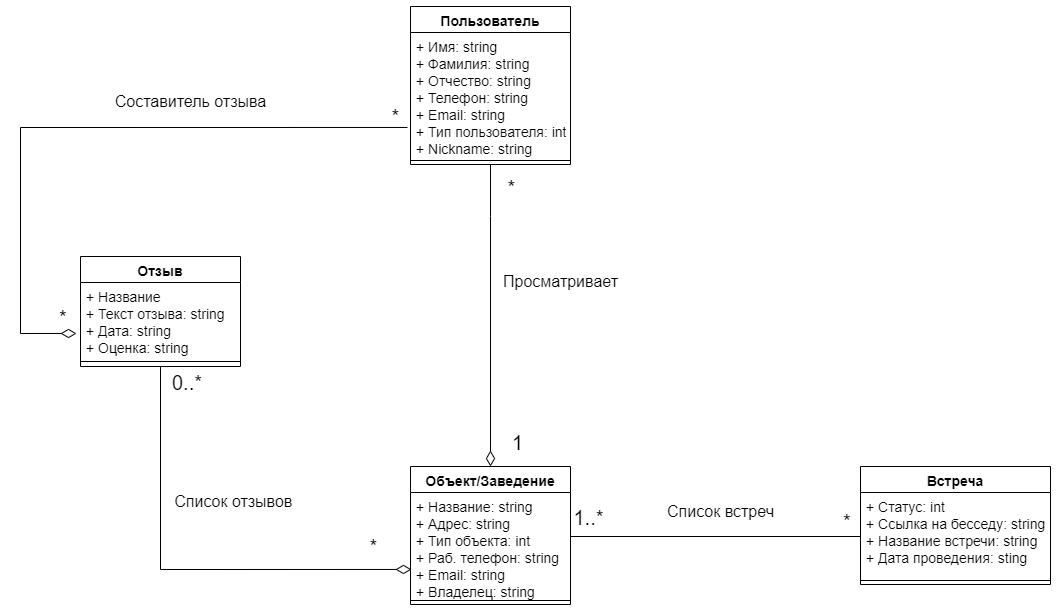 Пользователь
+ Имя: string
+ Фамилия: string
+ Отчество: string
+ Телефон: string
+ Email: string
+ Тип пользователя: int
+ Nickname: string
Составитель отзыва
*
*
Просматривает
Отзыв
+ Название
+ Текст отзыва: string
+ Дата: string
+ Оценка: string
*
0..*
1
Список отзывов
*
Объект/Заведение
+ Название: string
+ Адрес: string
+ Тип объекта: int
+ Раб. телефон: string
+ Email: string
+ Владелец: string
1..*
Список встреч
*
Встреча
+ Статус: int
+ Ссылка на бесседу: string
+ Название встречи: string
+ Дата проведения: sting